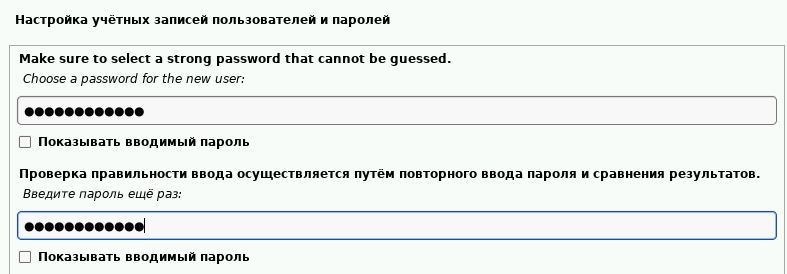 Настройка учётных записей пользователей и паролей
Make sure to select a strong password that cannot be guessed.
Choose a password for the new user:
●●●●●●●●●●●●
Показывать вводимый пароль
Проверка правильности ввода осуществляется путём повторного ввода пароля и сравнения результатов.
Введите пароль ещё раз:
●●●●●●●●●●●●
Показывать вводимый пароль